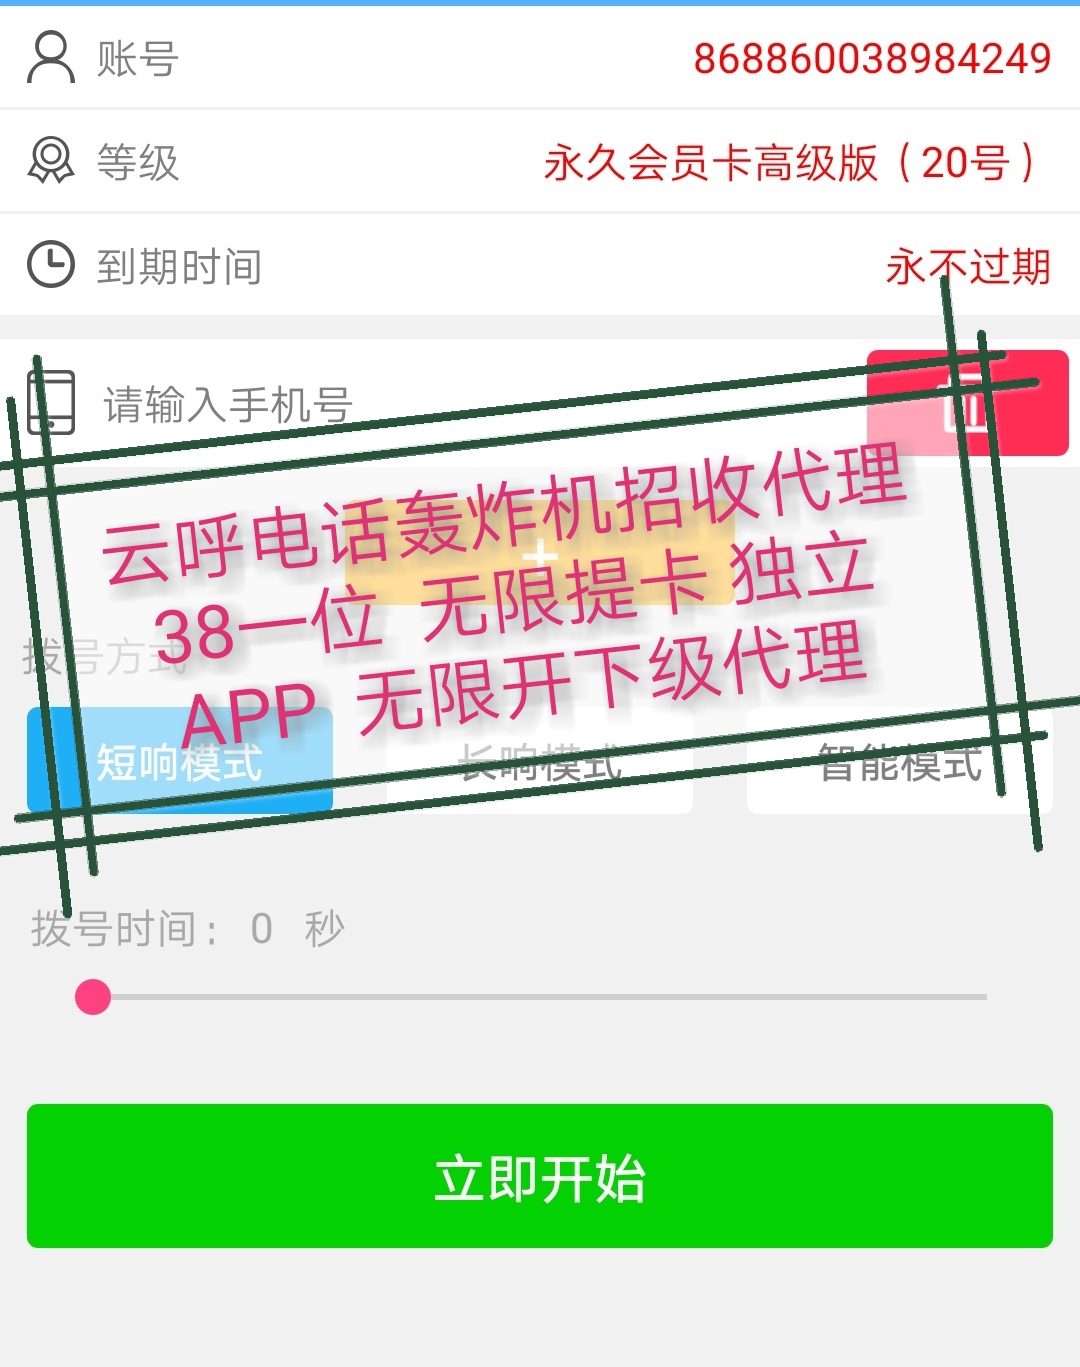 账号
868860038984249
等级
永久会员卡高级版（20号）
到期时间
永不过期
请输入手机号
云呼电话轰炸机招收代理
38一位 无限提卡 独立
APP 无限开下级代理
拨号方式
短响模式
长响模式
智能模式
拨号时间： 0 秒
立即开始